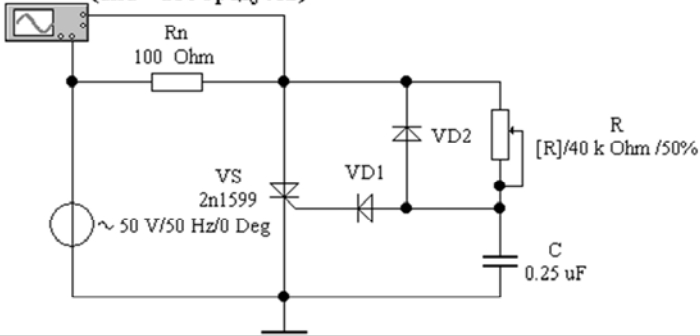 Rn
100 Ohm
VD2
R
[R]/40 k Ohm /50%
VD1
VS
2n1599
50 V/50 Hz/0 Deg
C
0.25 uF